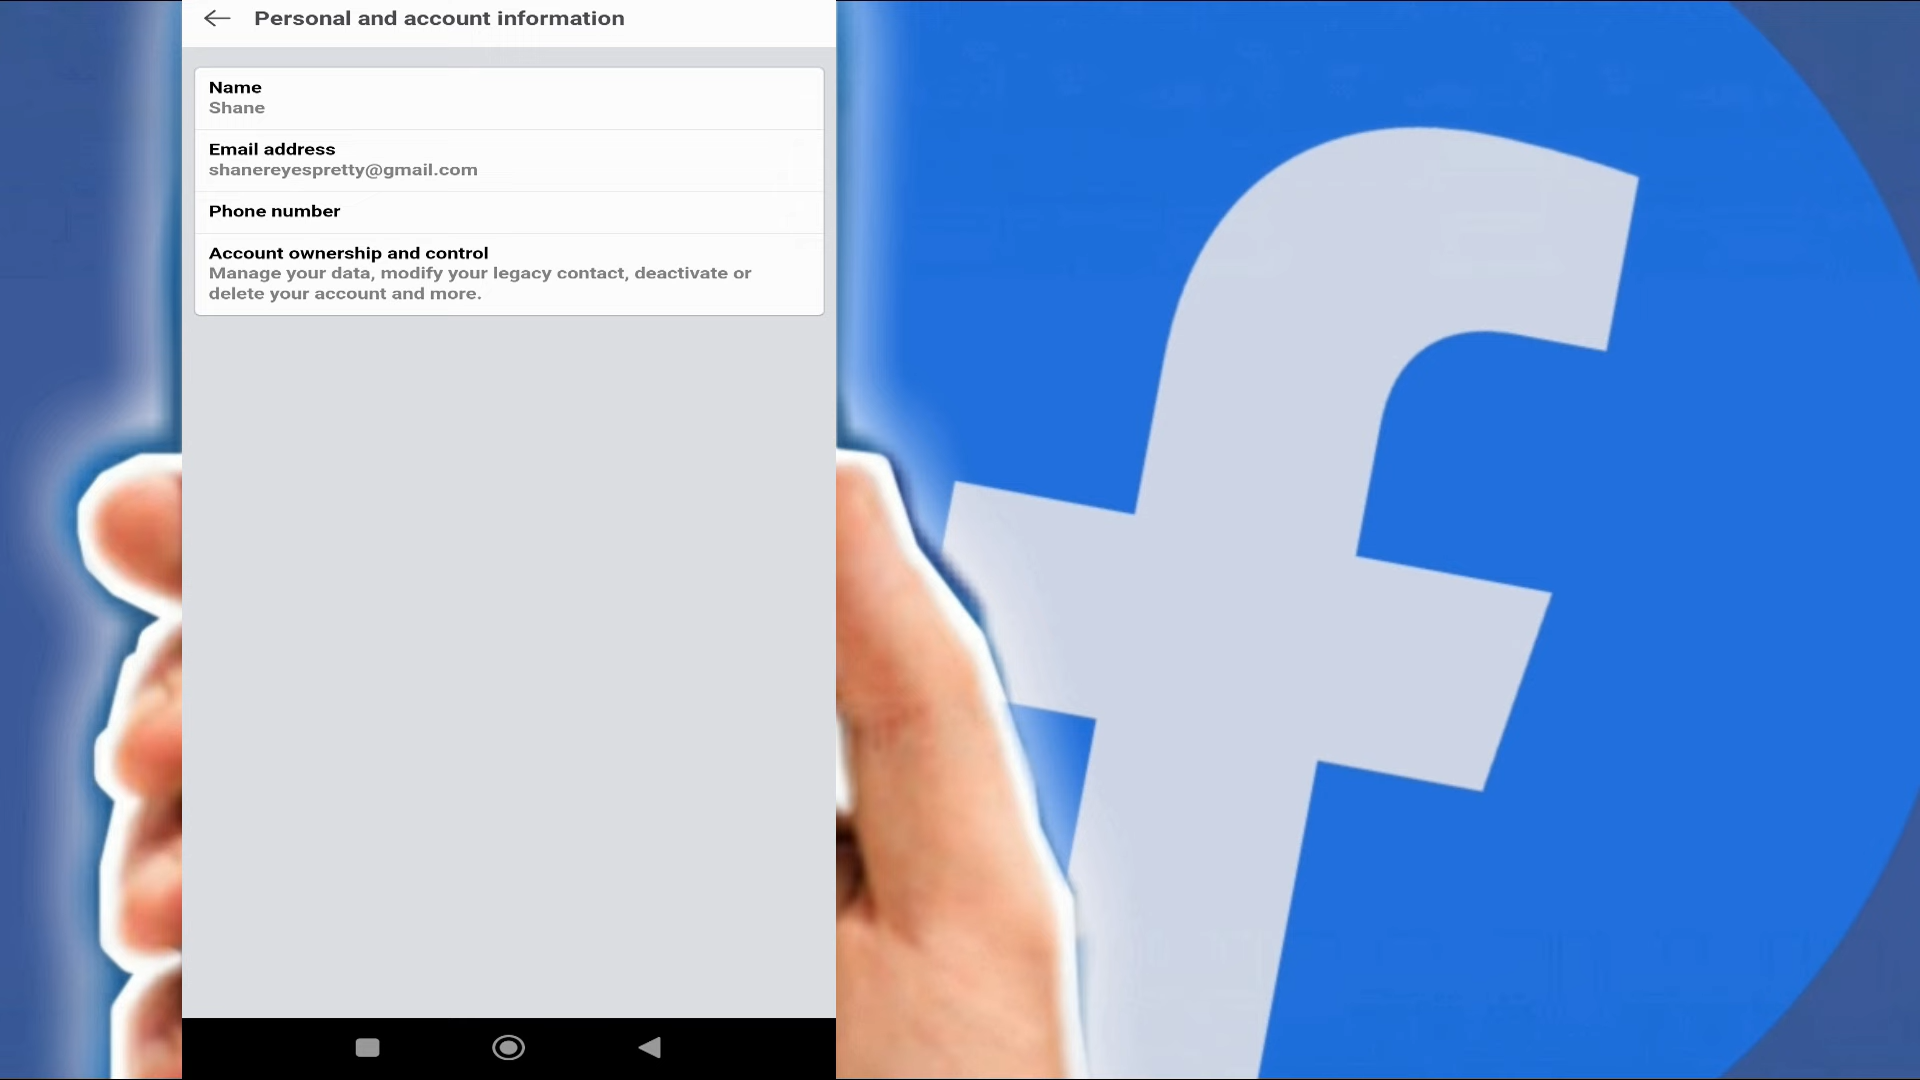 Personal and account information
Name
Shane
Email address
shanereyespretty@gmail.com
Phone number
Account ownership and control
Manage your data, modify your legacy contact, deactivate or
delete your account and more.